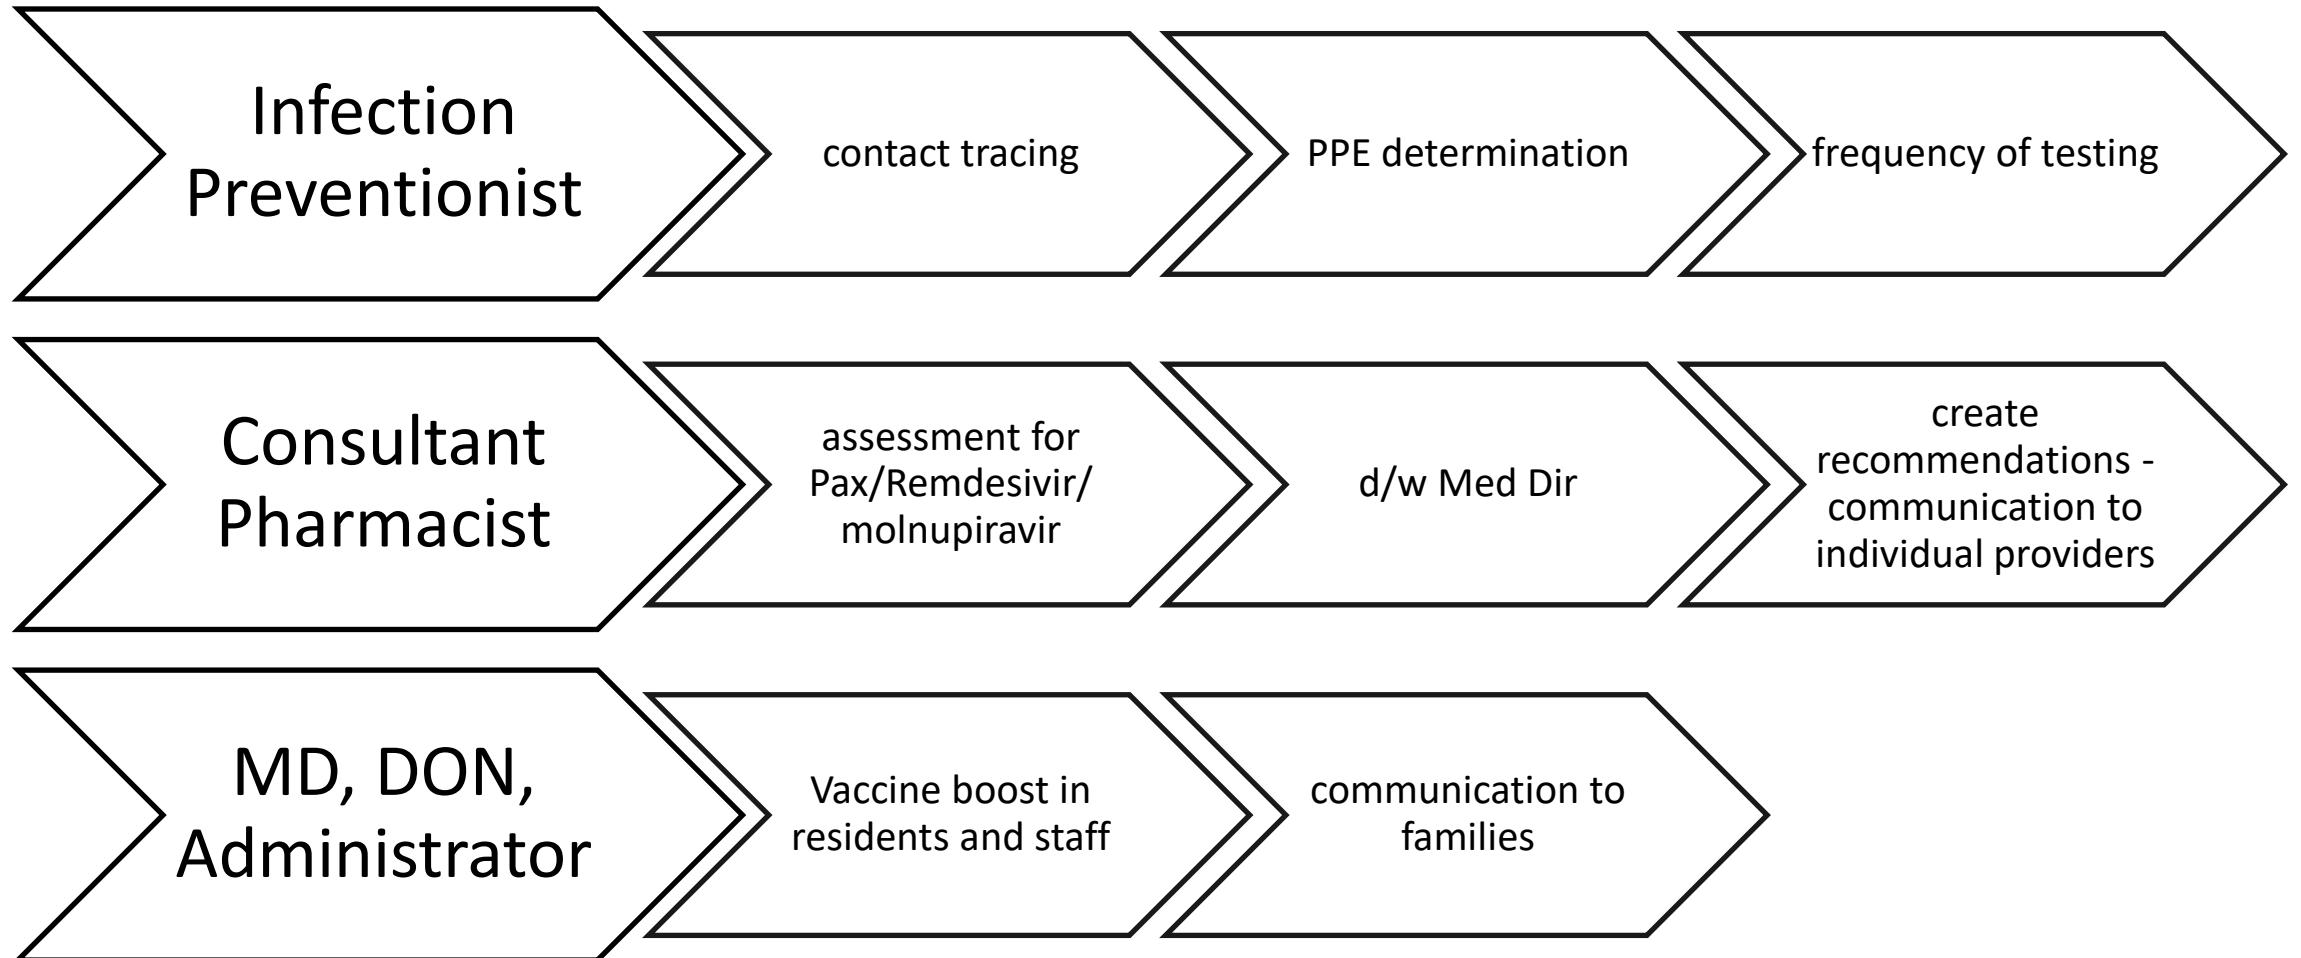 Infection
Preventionist
contact tracing
PPE determination
frequency of testing
Consultant
Pharmacist
assessment for
Pax/Remdesivir/
molnupiravir
d/w Med Dir
create
recommendations -
communication to
individual providers
MD, DON,
Administrator
Vaccine boost in
residents and staff
communication to
families